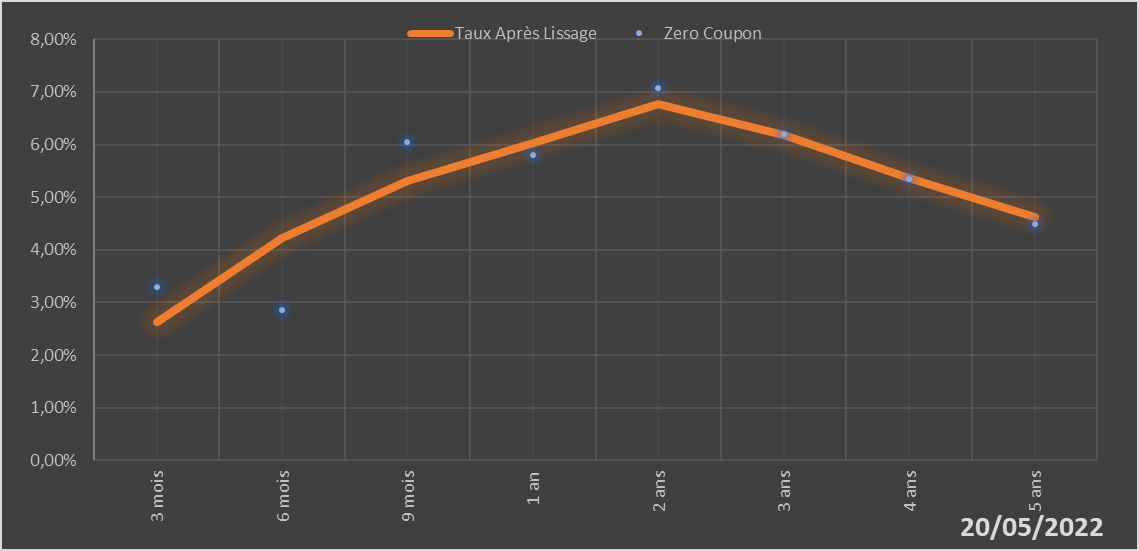 Taux Après Lissage
Zero Coupon
8,00%
7,00%
6,00%
5,00%
4,00%
3,00%
2,00%
1,00%
0,00%
3 mois
6 mois
9 mois
1 an
2 ans
3 ans
4 ans
5 ans
20/05/2022